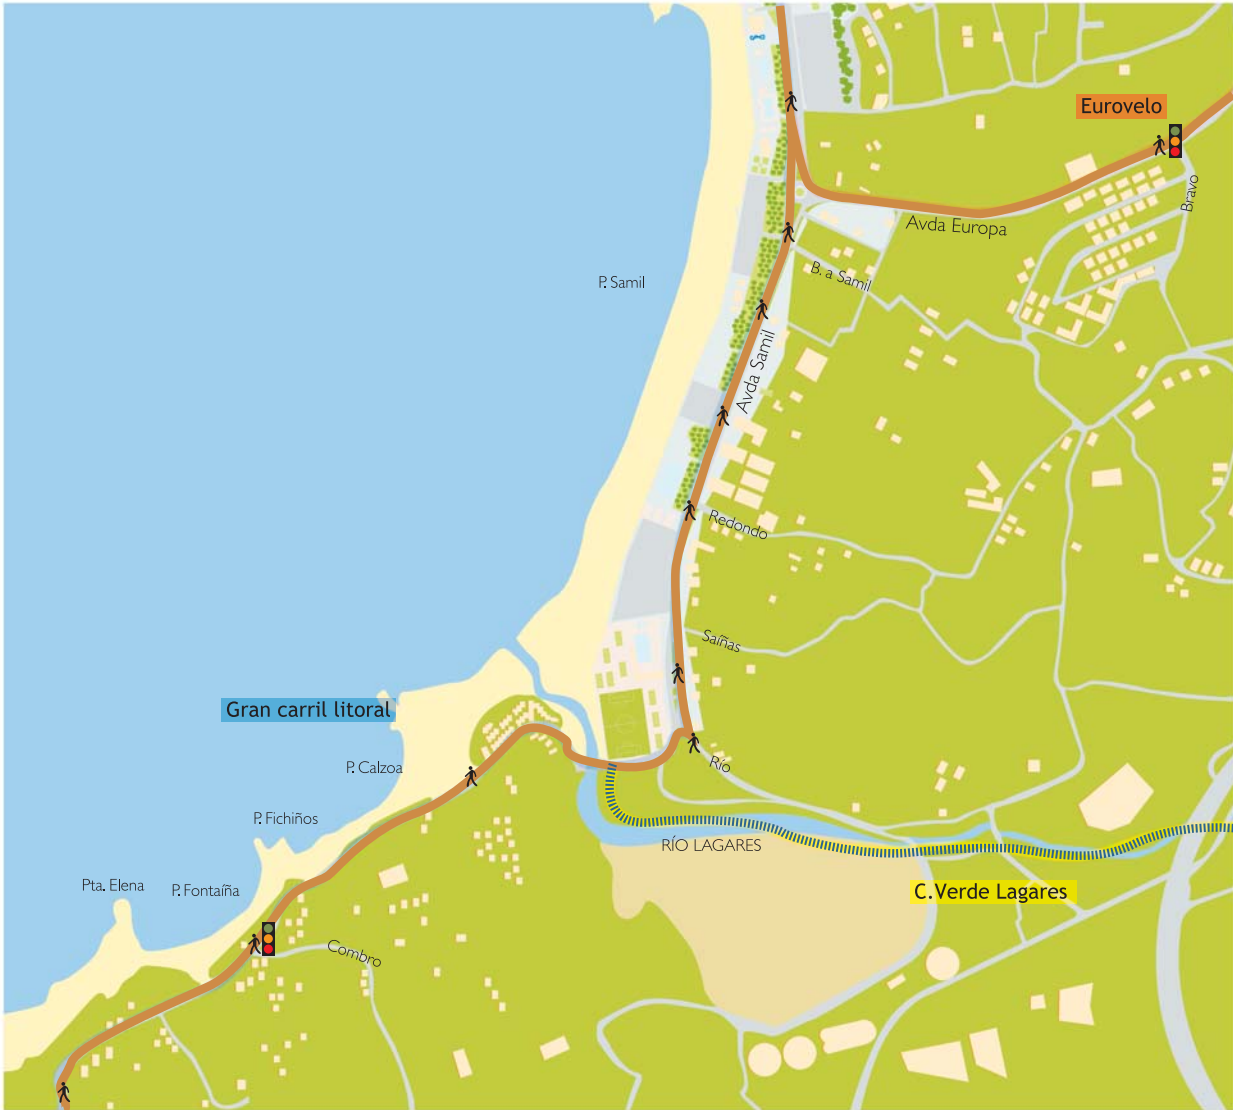 Eurovelo
Bravo
Avda Europa
B. a Samil
P. Samil
Avda Samil
Redondo
Saíñas
Gran carril litoral
Río
P. Calzoa
P. Fichiños
RÍO LAGARES
Pta. Elena
P. Fontaíña
C.Verde Lagares
Combro